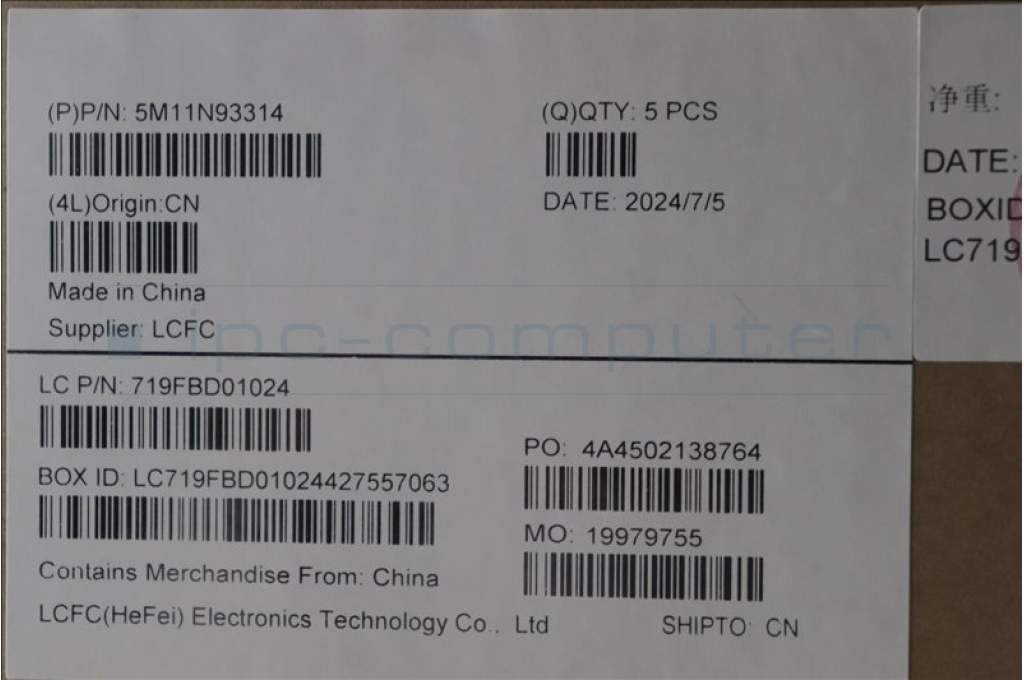 (P)P/N: 5M11N93314
(Q)QTY: 5 PCS
(4L)Origin:CN
DATE: 2024/7/5
Made in China
Supplier: LCFC
ipc-computer
LC P/N: 719FBD01024
PO: 4A4502138764
BOX ID: LC719FBD01024427557063
MO: 19979755
Contains Merchandise From: China
LCFC(HeFei) Electronics Technology Co., Ltd
SHIPTO: CN
净重:
DATE:
BOXID
LC719